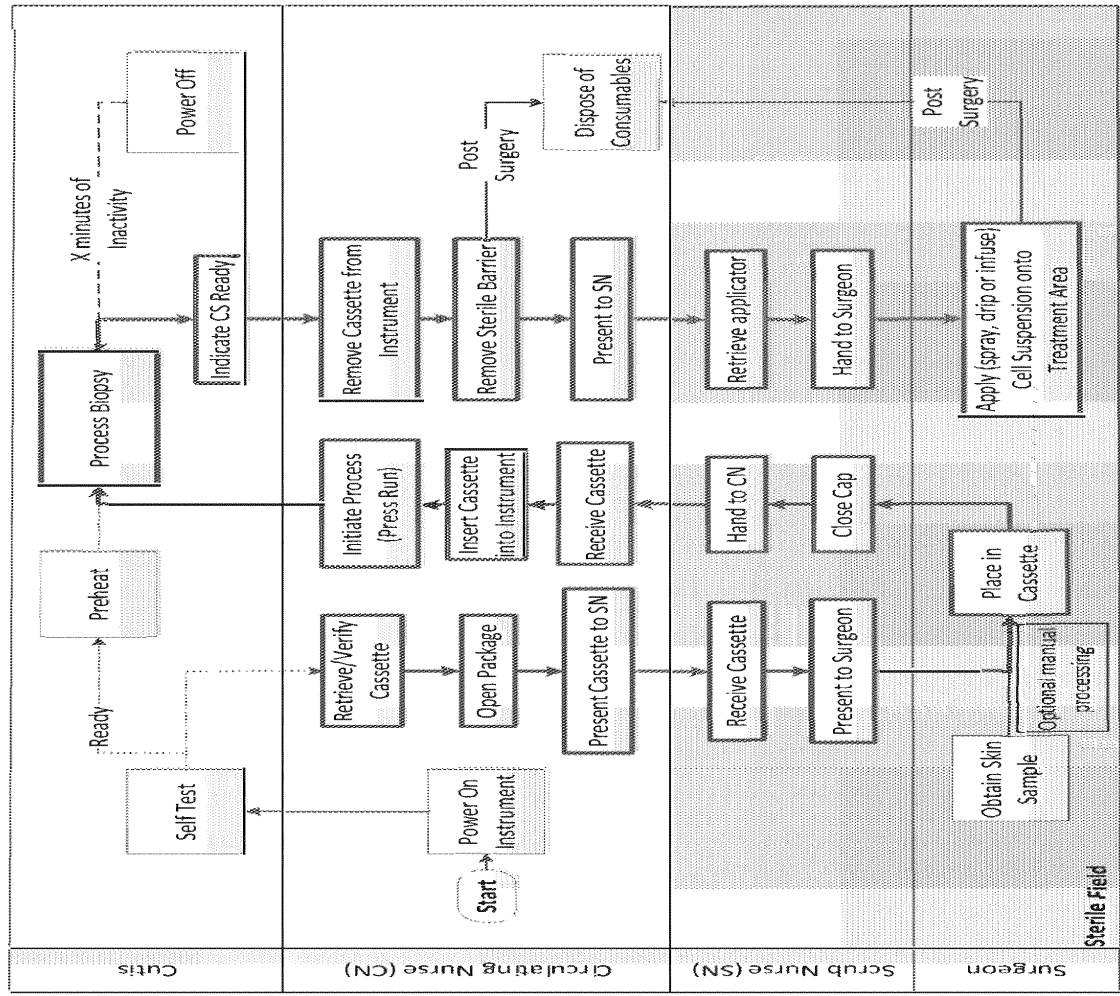 Cutis
Self Test
Ready
Preheat
Process Biopsy
X minutes of
Inactivity
Power Off
Indicate CS Ready
Circulating Nurse (CN)
Start
Power On
Instrument
Retrieve/Verify
Cassette
Open Package
Present Cassette to SN
Initiate Process
(Press Run)
Insert Cassette
into Instrument
Receive Cassette
Remove Cassette from
Instrument
Remove Sterile Barrier
Present to SN
Post
Surgery
Dispose of
Consumables
Scrub Nurse (SN)
Receive Cassette
Present to Surgeon
Hand to CN
Close Cap
Retrieve applicator
Hand to Surgeon
Surgeon
Sterile Field
Obtain Skin
Sample
Optional manual
processing
Place in
Cassette
Apply (spray, drip or infuse)
Cell Suspension onto
Treatment Area
Post
Surgery